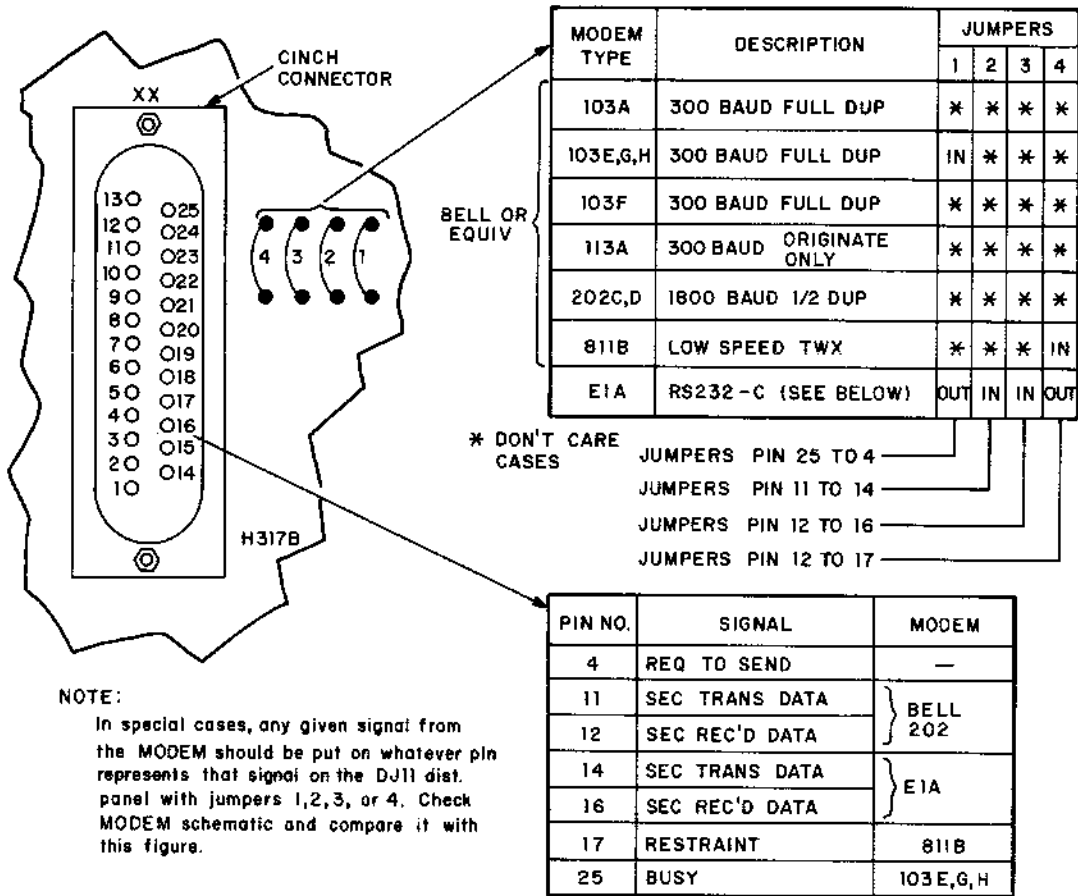 CINCH
CONNECTOR
XX
13 25
12 24
11 23
10 22
9 21
8 20
7 19
6 18
5 17
4 16
3 15
2 14
1
4 3 2 1
H317B
MODEM TYPE DESCRIPTION JUMPERS
1 2 3 4
BELL OR
EQUIV
103A 300 BAUD FULL DUP * * * *
103E,G,H 300 BAUD FULL DUP IN * * *
103F 300 BAUD FULL DUP * * * *
113A 300 BAUD ORIGINATE ONLY * * * *
202C,D 1800 BAUD 1/2 DUP * * * *
811B LOW SPEED TWX * * * IN
EIA RS232-C (SEE BELOW) OUT IN IN OUT
* DON'T CARE
CASES
JUMPERS PIN 25 TO 4
JUMPERS PIN 11 TO 14
JUMPERS PIN 12 TO 16
JUMPERS PIN 12 TO 17
PIN NO. SIGNAL MODEM
4 REQ TO SEND —
11 SEC TRANS DATA
12 SEC REC'D DATA
BELL
202
14 SEC TRANS DATA
16 SEC REC'D DATA
EIA
17 RESTRAINT 811B
25 BUSY 103E,G,H
NOTE:
In special cases, any given signal from
the MODEM should be put on whatever pin
represents that signal on the DJ11 dist.
panel with jumpers 1,2,3, or 4. Check
MODEM schematic and compare it with
this figure.